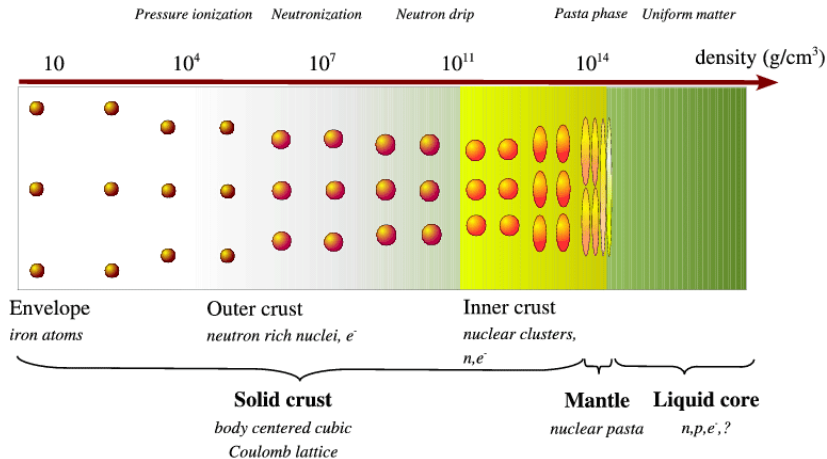 Pressure ionization Neutronization Neutron drip Pasta phase Uniform matter
10 10⁴ 10⁷ 10¹¹ 10¹⁴ density (g/cm³)
Envelope Outer crust Inner crust
iron atoms neutron rich nuclei, e⁻ nuclear clusters,
n,e⁻
Solid crust Mantle Liquid core
body centered cubic nuclear pasta n,p,e⁻,?
Coulomb lattice